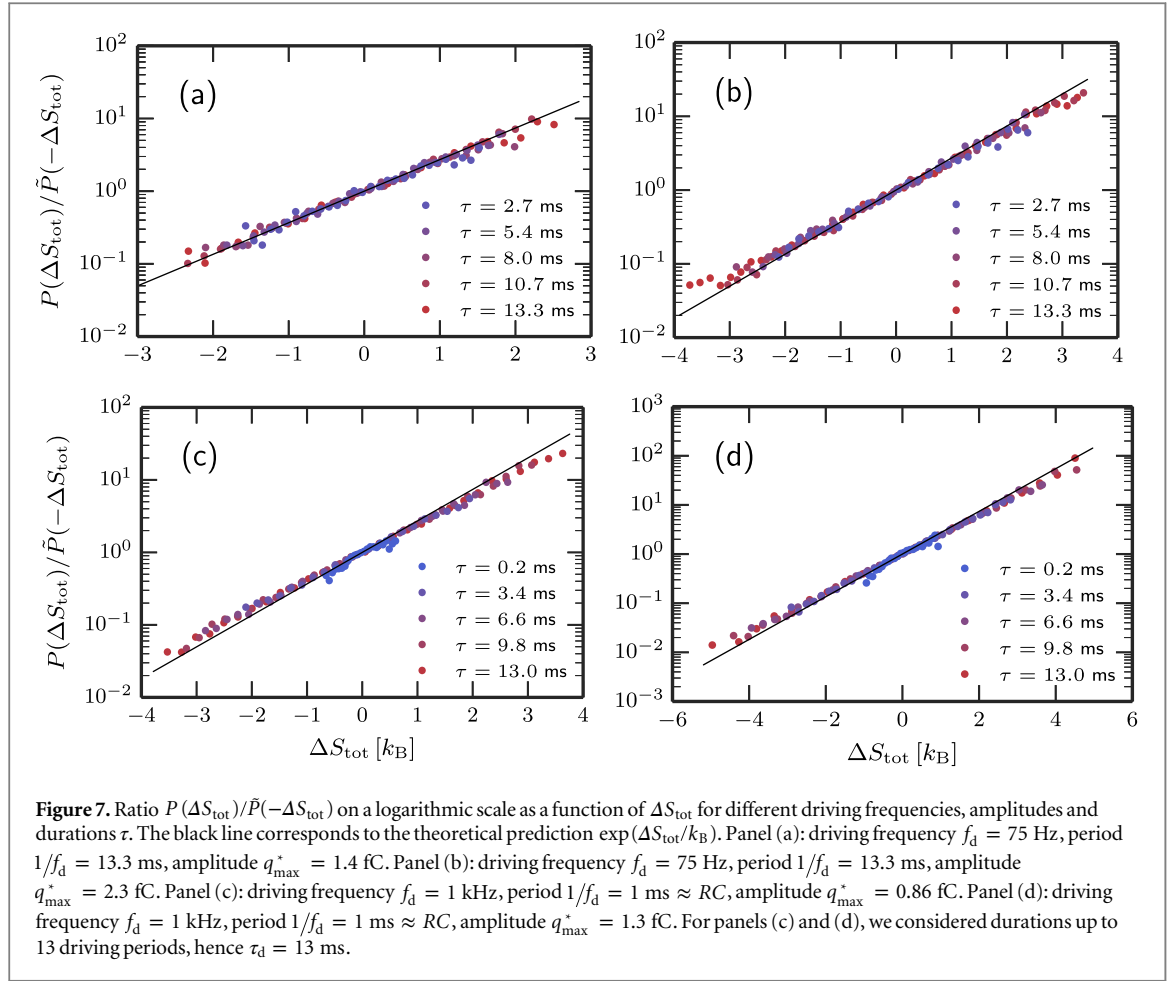 10²
10¹
10⁰
10⁻¹
10⁻²
P(ΔS_tot)/P̃(−ΔS_tot)
(a)
τ = 2.7 ms
τ = 5.4 ms
τ = 8.0 ms
τ = 10.7 ms
τ = 13.3 ms
−3 −2 −1 0 1 2 3
10²
10¹
10⁰
10⁻¹
10⁻²
(b)
τ = 2.7 ms
τ = 5.4 ms
τ = 8.0 ms
τ = 10.7 ms
τ = 13.3 ms
−4 −3 −2 −1 0 1 2 3 4
10²
10¹
10⁰
10⁻¹
10⁻²
P(ΔS_tot)/P̃(−ΔS_tot)
(c)
τ = 0.2 ms
τ = 3.4 ms
τ = 6.6 ms
τ = 9.8 ms
τ = 13.0 ms
−4 −3 −2 −1 0 1 2 3 4
ΔS_tot [k_B]
10³
10²
10¹
10⁰
10⁻¹
10⁻²
10⁻³
(d)
τ = 0.2 ms
τ = 3.4 ms
τ = 6.6 ms
τ = 9.8 ms
τ = 13.0 ms
−6 −4 −2 0 2 4 6
ΔS_tot [k_B]
Figure 7. Ratio P (ΔS_tot)/P̃(−ΔS_tot) on a logarithmic scale as a function of ΔS_tot for different driving frequencies, amplitudes and
durations τ. The black line corresponds to the theoretical prediction exp(ΔS_tot/k_B). Panel (a): driving frequency f_d = 75 Hz, period
1/f_d = 13.3 ms, amplitude q*_max = 1.4 fC. Panel (b): driving frequency f_d = 75 Hz, period 1/f_d = 13.3 ms, amplitude
q*_max = 2.3 fC. Panel (c): driving frequency f_d = 1 kHz, period 1/f_d = 1 ms ≈ RC, amplitude q*_max = 0.86 fC. Panel (d): driving
frequency f_d = 1 kHz, period 1/f_d = 1 ms ≈ RC, amplitude q*_max = 1.3 fC. For panels (c) and (d), we considered durations up to
13 driving periods, hence τ_d = 13 ms.